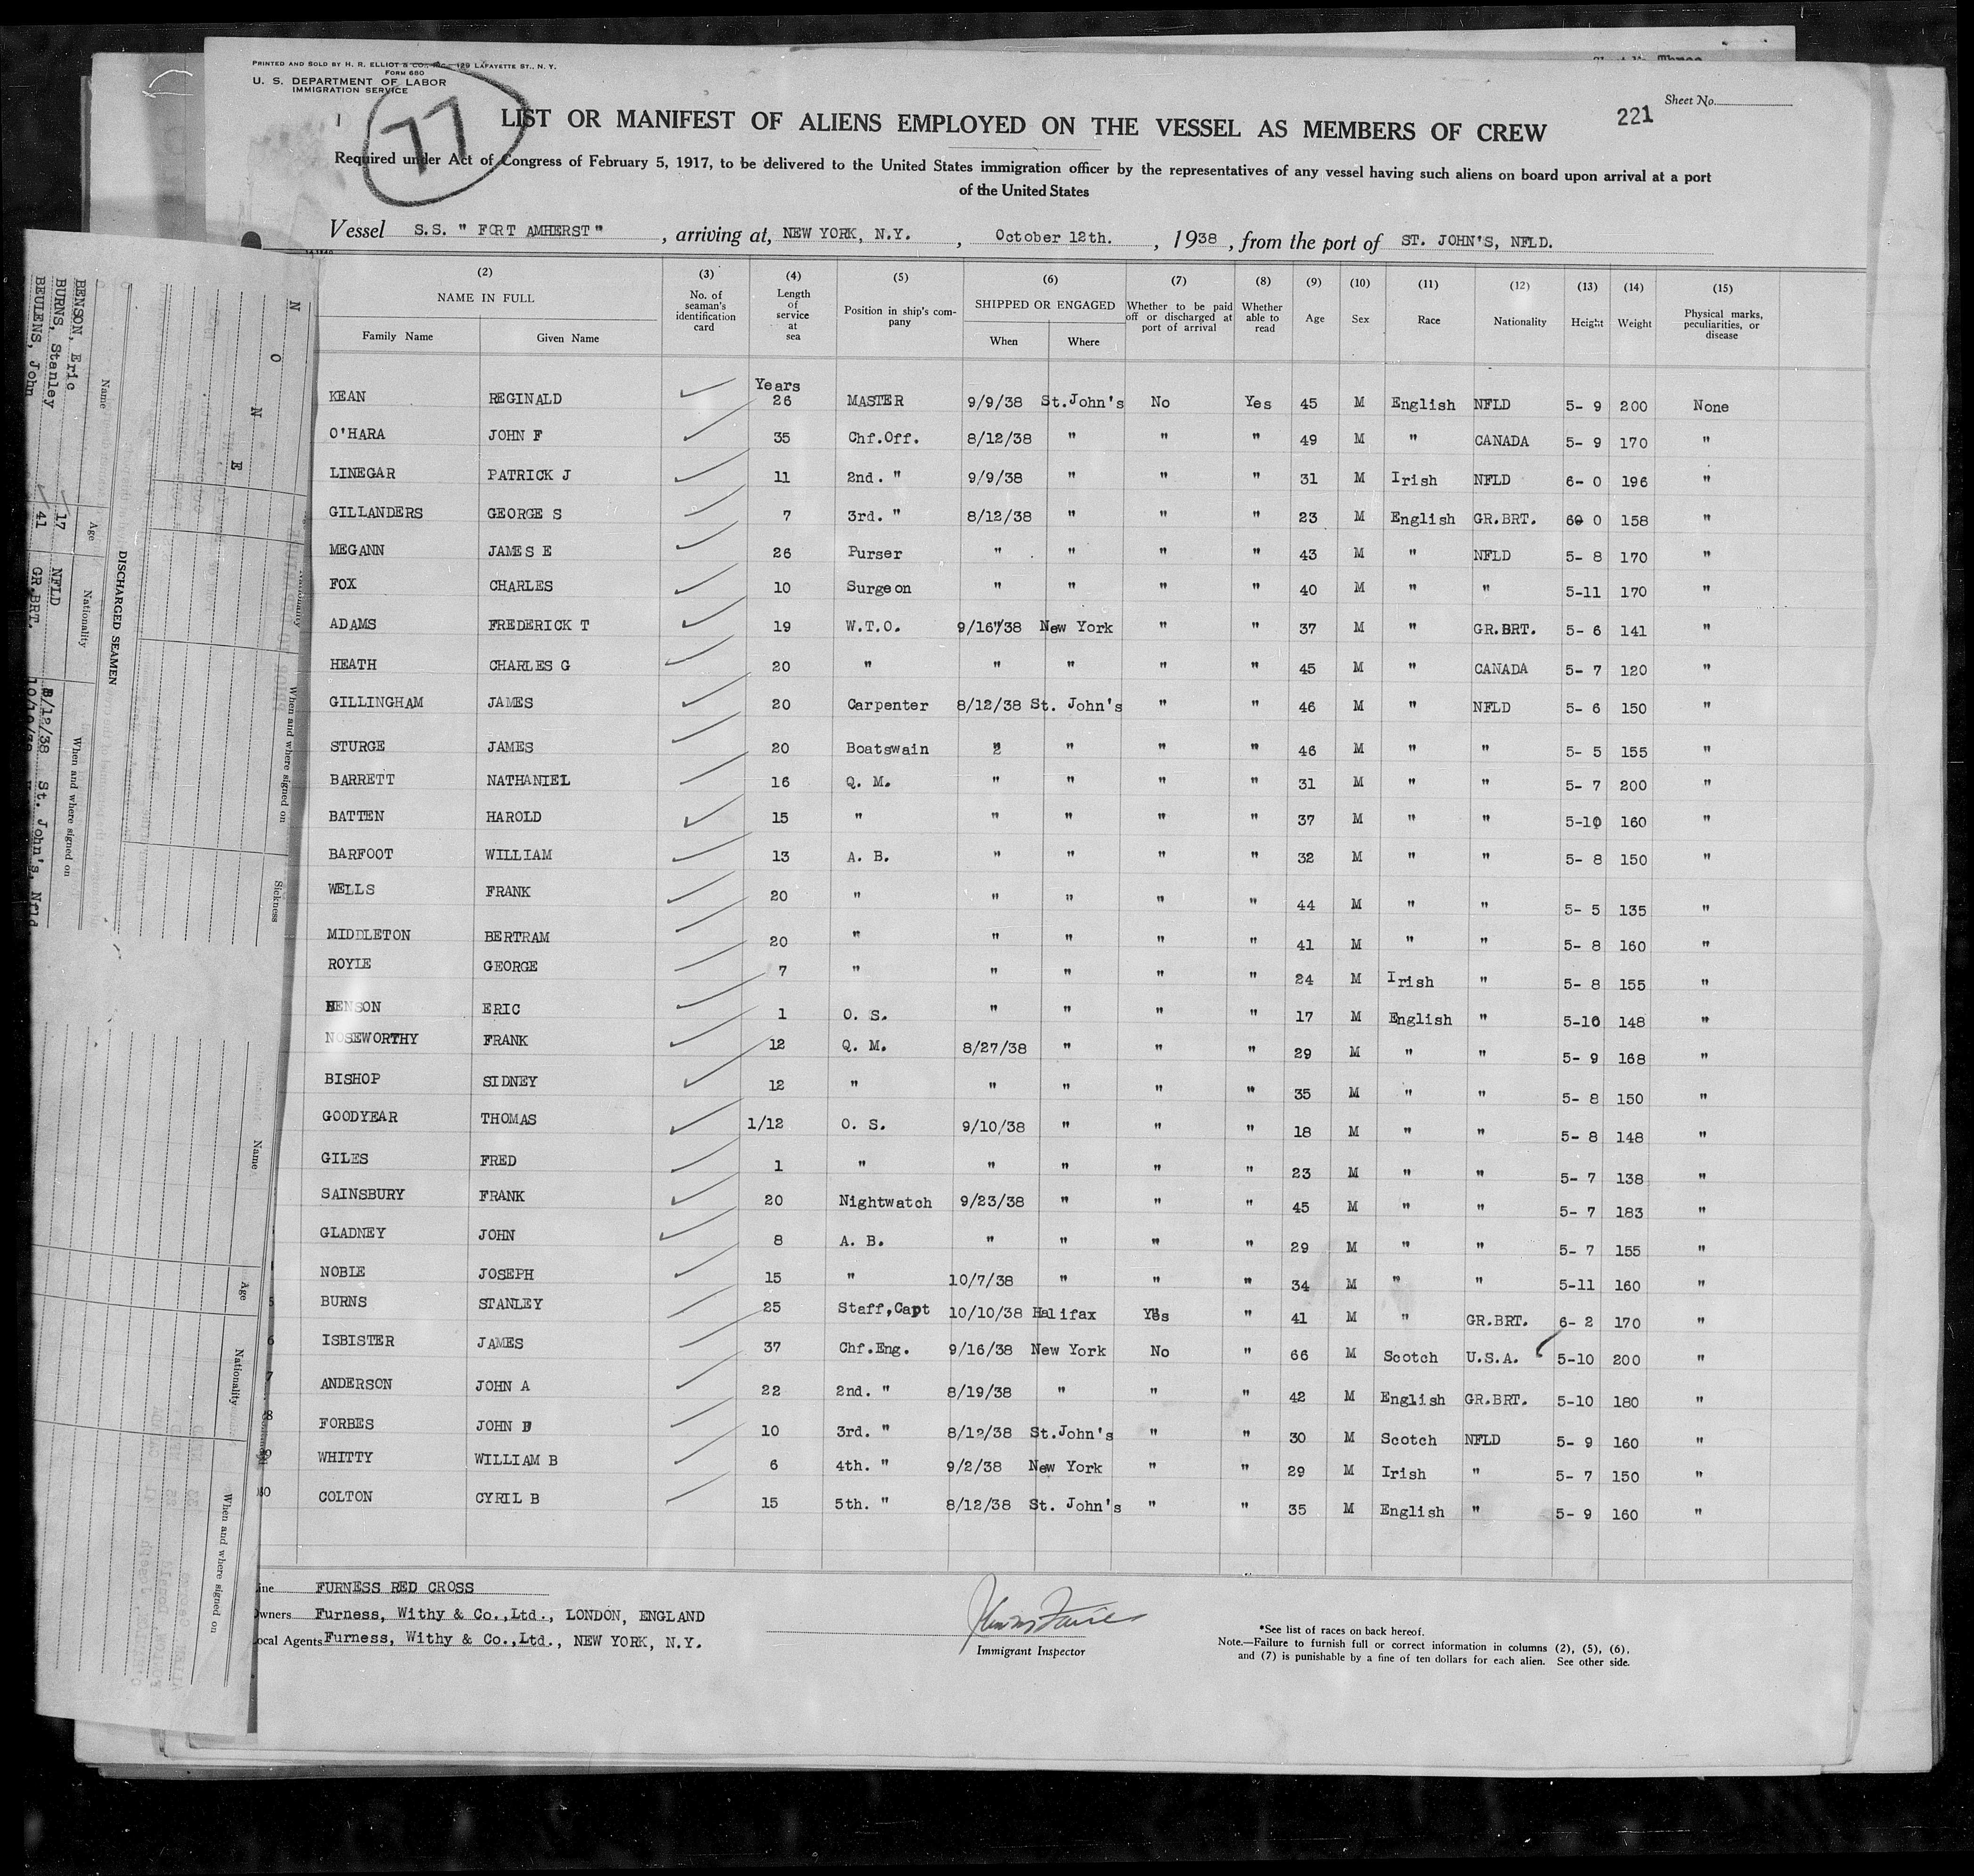 PRINTED AND SOLD BY H. R. ELLIOT & CO., INC., 129 LAFAYETTE ST., N. Y.
FORM 680
U. S. DEPARTMENT OF LABOR
IMMIGRATION SERVICE
77
Sheet No.
221
LIST OR MANIFEST OF ALIENS EMPLOYED ON THE VESSEL AS MEMBERS OF CREW
Required under Act of Congress of February 5, 1917, to be delivered to the United States immigration officer by the representatives of any vessel having such aliens on board upon arrival at a port
of the United States
Vessel S.S. " FORT AMHERST " , arriving at, NEW YORK, N.Y. , October 12th. , 1938 , from the port of ST. JOHN'S, NFLD.
(2) (3) (4) (5) (6) (7) (8) (9) (10) (11) (12) (13) (14) (15)
NAME IN FULL No. of seaman's identification card Length of service at sea Position in ship's company SHIPPED OR ENGAGED Whether to be paid off or discharged at port of arrival Whether able to read Age Sex Race Nationality Height Weight Physical marks, peculiarities, or disease
Family Name Given Name When Where
Years
KEAN REGINALD 26 MASTER 9/9/38 St.John's No Yes 45 M English NFLD 5- 9 200 None
O'HARA JOHN F 35 Chf.Off. 8/12/38 " " " 49 M " CANADA 5- 9 170 "
LINEGAR PATRICK J 11 2nd. " 9/9/38 " " " 31 M Irish NFLD 6- 0 196 "
GILLANDERS GEORGE S 7 3rd. " 8/12/38 " " " 23 M English GR.BRT. 6- 0 158 "
MEGANN JAMES E 26 Purser " " " " 43 M " NFLD 5- 8 170 "
FOX CHARLES 10 Surgeon " " " " 40 M " " 5-11 170 "
ADAMS FREDERICK T 19 W.T.O. 9/16/38 New York " " 37 M " GR.BRT. 5- 6 141 "
HEATH CHARLES G 20 " " " " " 45 M " CANADA 5- 7 120 "
GILLINGHAM JAMES 20 Carpenter 8/12/38 St. John's " " 46 M " NFLD 5- 6 150 "
STURGE JAMES 20 Boatswain " " " " 46 M " " 5- 5 155 "
BARRETT NATHANIEL 16 Q. M. " " " " 31 M " " 5- 7 200 "
BATTEN HAROLD 15 " " " " " 37 M " " 5-10 160 "
BARFOOT WILLIAM 13 A. B. " " " " 32 M " " 5- 8 150 "
WELLS FRANK 20 " " " " " 44 M " " 5- 5 135 "
MIDDLETON BERTRAM 20 " " " " " 41 M " " 5- 8 160 "
ROYLE GEORGE 7 " " " " " 24 M Irish " 5- 8 155 "
BENSON ERIC 1 O. S. " " " " 17 M English " 5-10 148 "
NOSEWORTHY FRANK 12 Q. M. 8/27/38 " " " 29 M " " 5- 9 168 "
BISHOP SIDNEY 12 " " " " " 35 M " " 5- 8 150 "
GOODYEAR THOMAS 1/12 O. S. 9/10/38 " " " 18 M " " 5- 8 148 "
GILES FRED 1 " " " " " 23 M " " 5- 7 138 "
SAINSBURY FRANK 20 Nightwatch 9/23/38 " " " 45 M " " 5- 7 183 "
GLADNEY JOHN 8 A. B. " " " " 29 M " " 5- 7 155 "
NOBLE JOSEPH 15 " 10/7/38 " " " 34 M " " 5-11 160 "
5 BURNS STANLEY 25 Staff,Capt 10/10/38 Halifax Yes " 41 M " GR.BRT. 6- 2 170 "
6 ISBISTER JAMES 37 Chf.Eng. 9/16/38 New York No " 66 M Scotch U.S.A. 5-10 200 "
7 ANDERSON JOHN A 22 2nd. " 8/19/38 " " " 42 M English GR.BRT. 5-10 180 "
8 FORBES JOHN 10 3rd. " 8/12/38 St.John's " " 30 M Scotch NFLD 5- 9 160 "
WHITTY WILLIAM B 6 4th. " 9/2/38 New York " " 29 M Irish " 5- 7 150 "
30 COLTON CYRIL B 15 5th. " 8/12/38 St. John's " " 35 M English " 5- 9 160 "
ine FURNESS RED CROSS
wners Furness, Withy & Co.,Ltd., LONDON, ENGLAND
ocal Agents Furness, Withy & Co.,Ltd., NEW YORK, N.Y.
Immigrant Inspector
*See list of races on back hereof.
Note.—Failure to furnish full or correct information in columns (2), (5), (6),
and (7) is punishable by a fine of ten dollars for each alien. See other side.
N O N E
When and where signed on Sickness
DISCHARGED SEAMEN
Name Age Nationality When and where signed on
BENSON, Eric 17 NFLD 8/12/38 St. John's, Nfld
BURNS, Stanley 41 GR.BRT.
BEULENS, John
Name Age Nationality When and where signed on